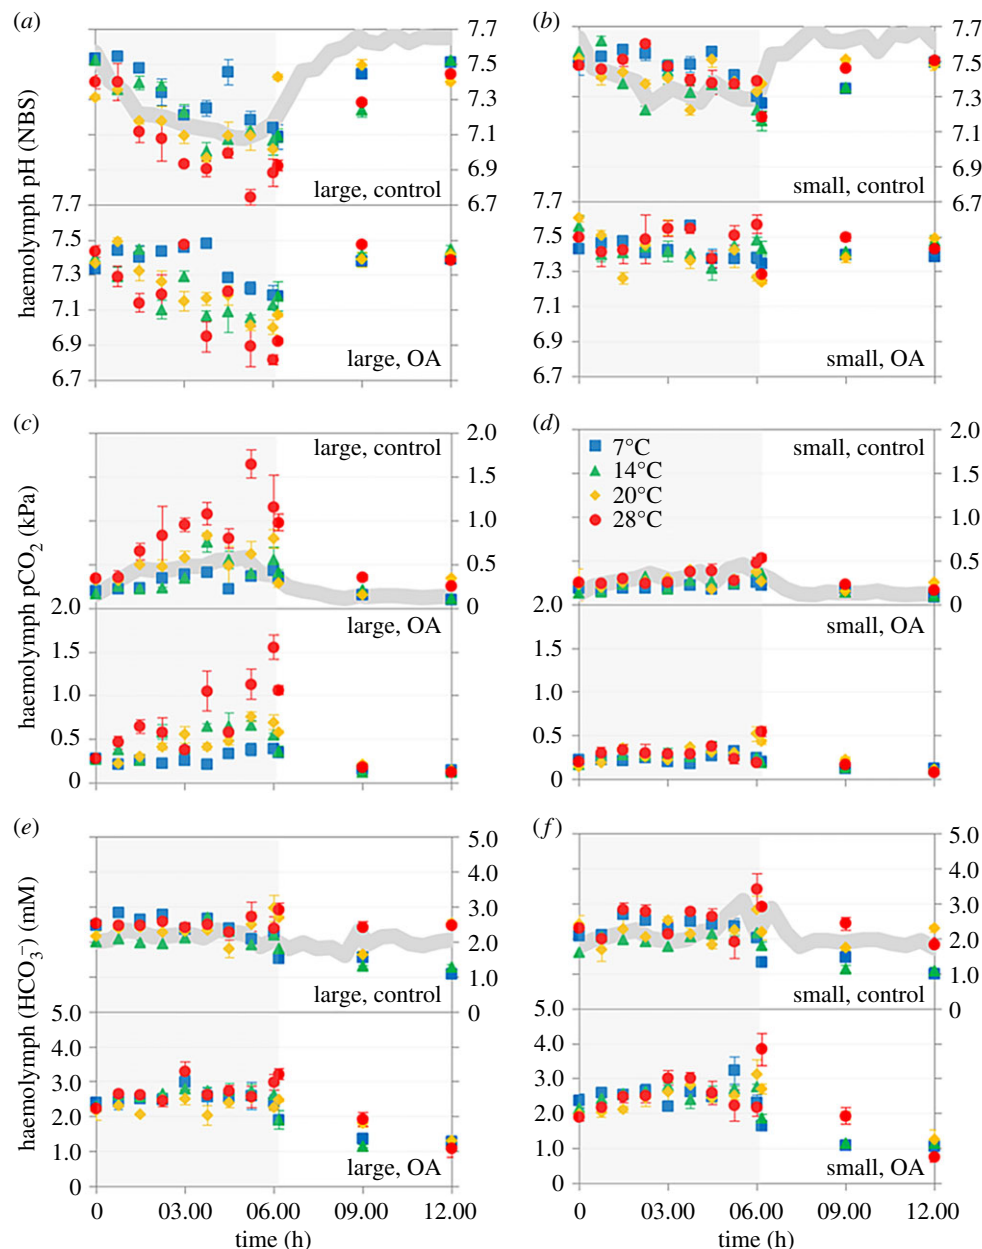 (a)
(b)
7.7
7.5
7.3
7.1
6.9
6.7
7.7
7.5
7.3
7.1
6.9
6.7
large, control
large, OA
haemolymph pH (NBS)
7.7
7.5
7.3
7.1
6.9
6.7
7.7
7.5
7.3
7.1
6.9
6.7
small, control
small, OA
(c)
(d)
large, control
large, OA
haemolymph pCO2 (kPa)
2.0
1.5
1.0
0.5
0
2.0
1.5
1.0
0.5
0
7°C
14°C
20°C
28°C
small, control
small, OA
2.0
1.5
1.0
0.5
0
2.0
1.5
1.0
0.5
0
(e)
(f)
large, control
large, OA
haemolymph (HCO3−) (mM)
5.0
4.0
3.0
2.0
1.0
0
5.0
4.0
3.0
2.0
1.0
0
small, control
small, OA
5.0
4.0
3.0
2.0
1.0
0
5.0
4.0
3.0
2.0
1.0
0
0 03.00 06.00 09.00 12.00
time (h)
0 03.00 06.00 09.00 12.00
time (h)